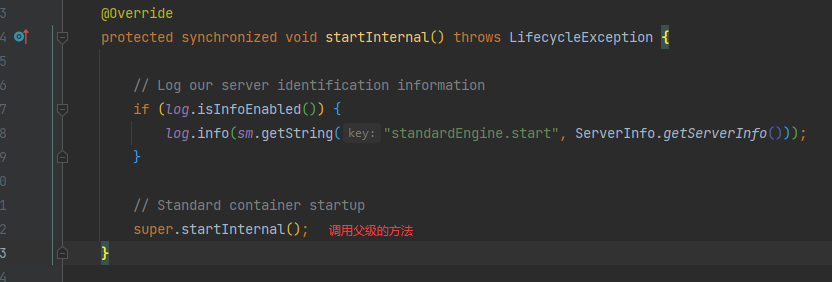 3 @Override
4 protected synchronized void startInternal() throws LifecycleException {
5
6 // Log our server identification information
7 if (log.isInfoEnabled()) {
8 log.info(sm.getString( key: "standardEngine.start", ServerInfo.getServerInfo()));
9 }
0
1 // Standard container startup
2 super.startInternal(); 调用父级的方法
3 }
4